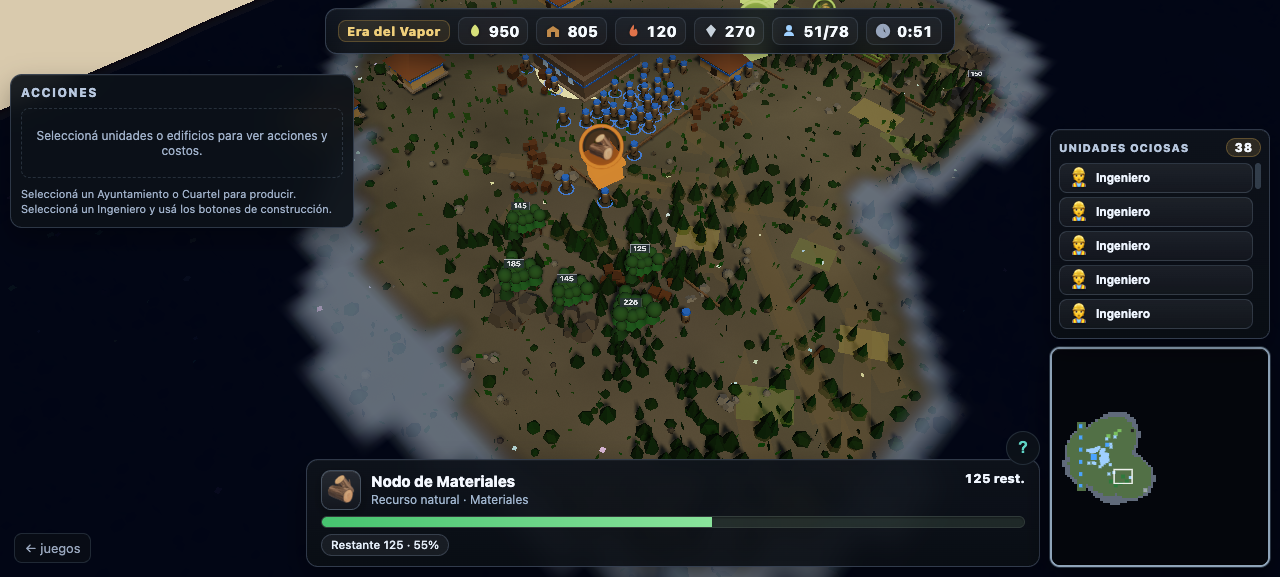 Era del Vapor 950 805 120 270 51/78 0:51
ACCIONES
Seleccioná unidades o edificios para ver acciones y
costos.
Seleccioná un Ayuntamiento o Cuartel para producir.
Seleccioná un Ingeniero y usá los botones de construcción.
150
145
125
185
145
226
UNIDADES OCIOSAS 38
Ingeniero
Ingeniero
Ingeniero
Ingeniero
Ingeniero
?
Nodo de Materiales 125 rest.
Recurso natural · Materiales
Restante 125 · 55%
← juegos